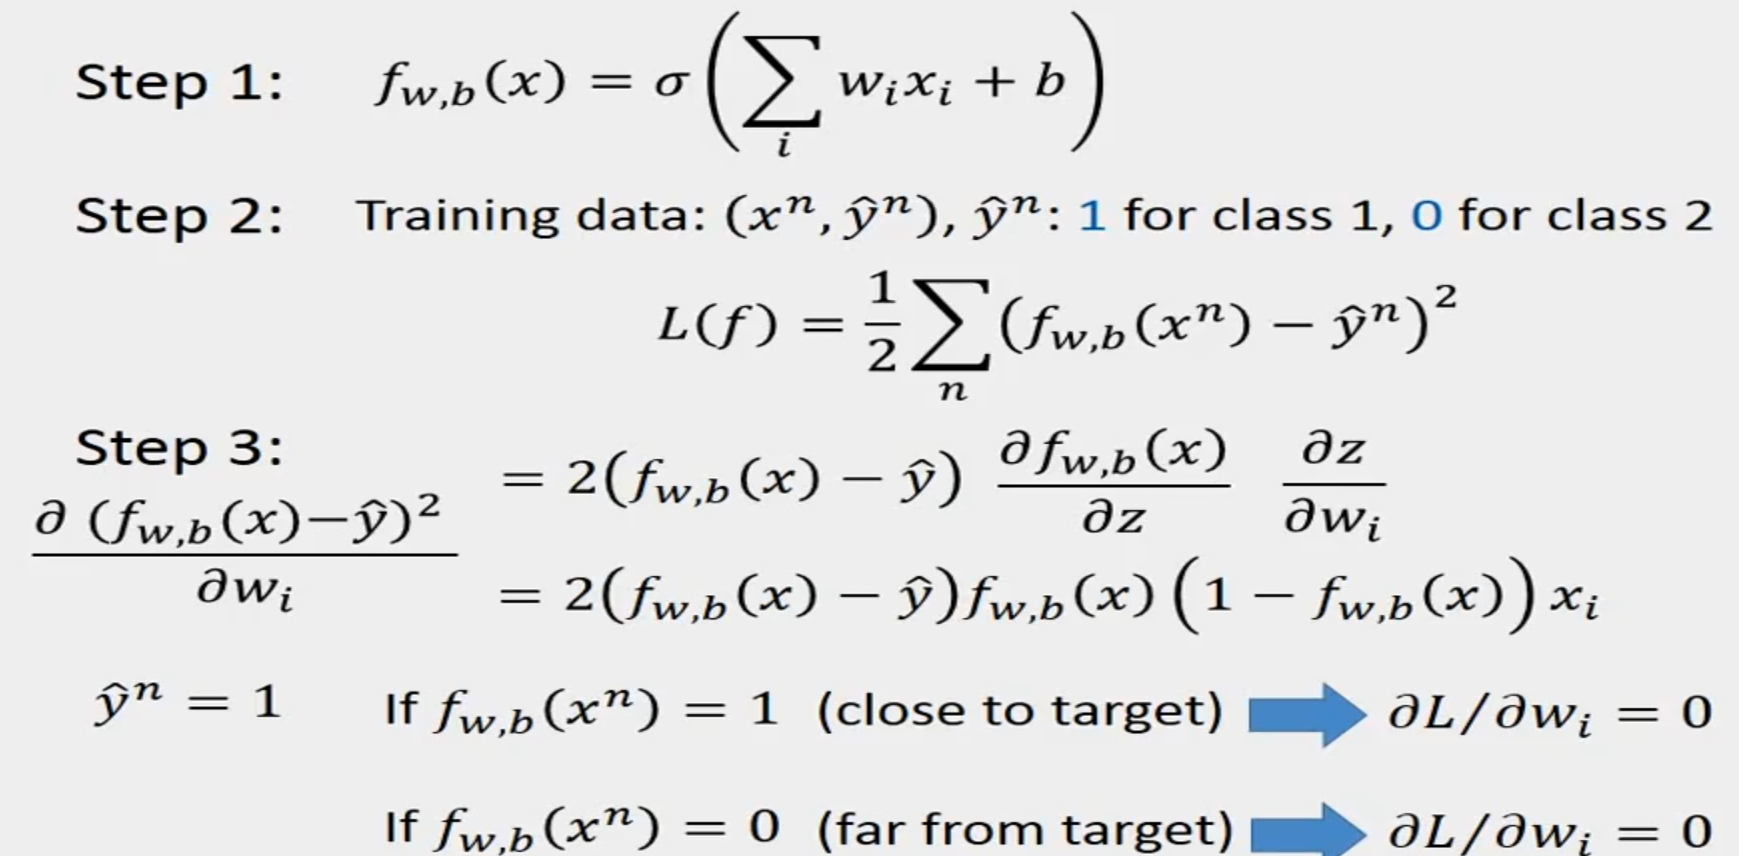 Step 1: f_{w,b}(x) = σ(∑_i w_i x_i + b)
Step 2: Training data: (x^n, ŷ^n), ŷ^n: 1 for class 1, 0 for class 2
L(f) = 1/2 ∑_n (f_{w,b}(x^n) − ŷ^n)^2
Step 3:
∂ (f_{w,b}(x)−ŷ)^2 / ∂w_i = 2(f_{w,b}(x) − ŷ) ∂f_{w,b}(x)/∂z ∂z/∂w_i
= 2(f_{w,b}(x) − ŷ)f_{w,b}(x)(1 − f_{w,b}(x))x_i
ŷ^n = 1 If f_{w,b}(x^n) = 1 (close to target) ∂L/∂w_i = 0
If f_{w,b}(x^n) = 0 (far from target) ∂L/∂w_i = 0